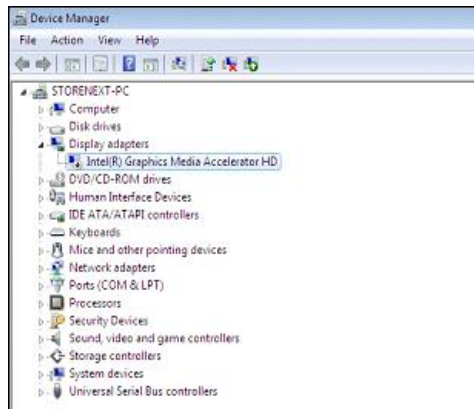 Device Manager
File Action View Help
STORENEXT-PC
Computer
Disk drives
Display adapters
Intel(R) Graphics Media Accelerator HD
DVD/CD-ROM drives
Human Interface Devices
IDE ATA/ATAPI controllers
Keyboards
Mice and other pointing devices
Network adapters
Ports (COM & LPT)
Processors
Security Devices
Sound, video and game controllers
Storage controllers
System devices
Universal Serial Bus controllers